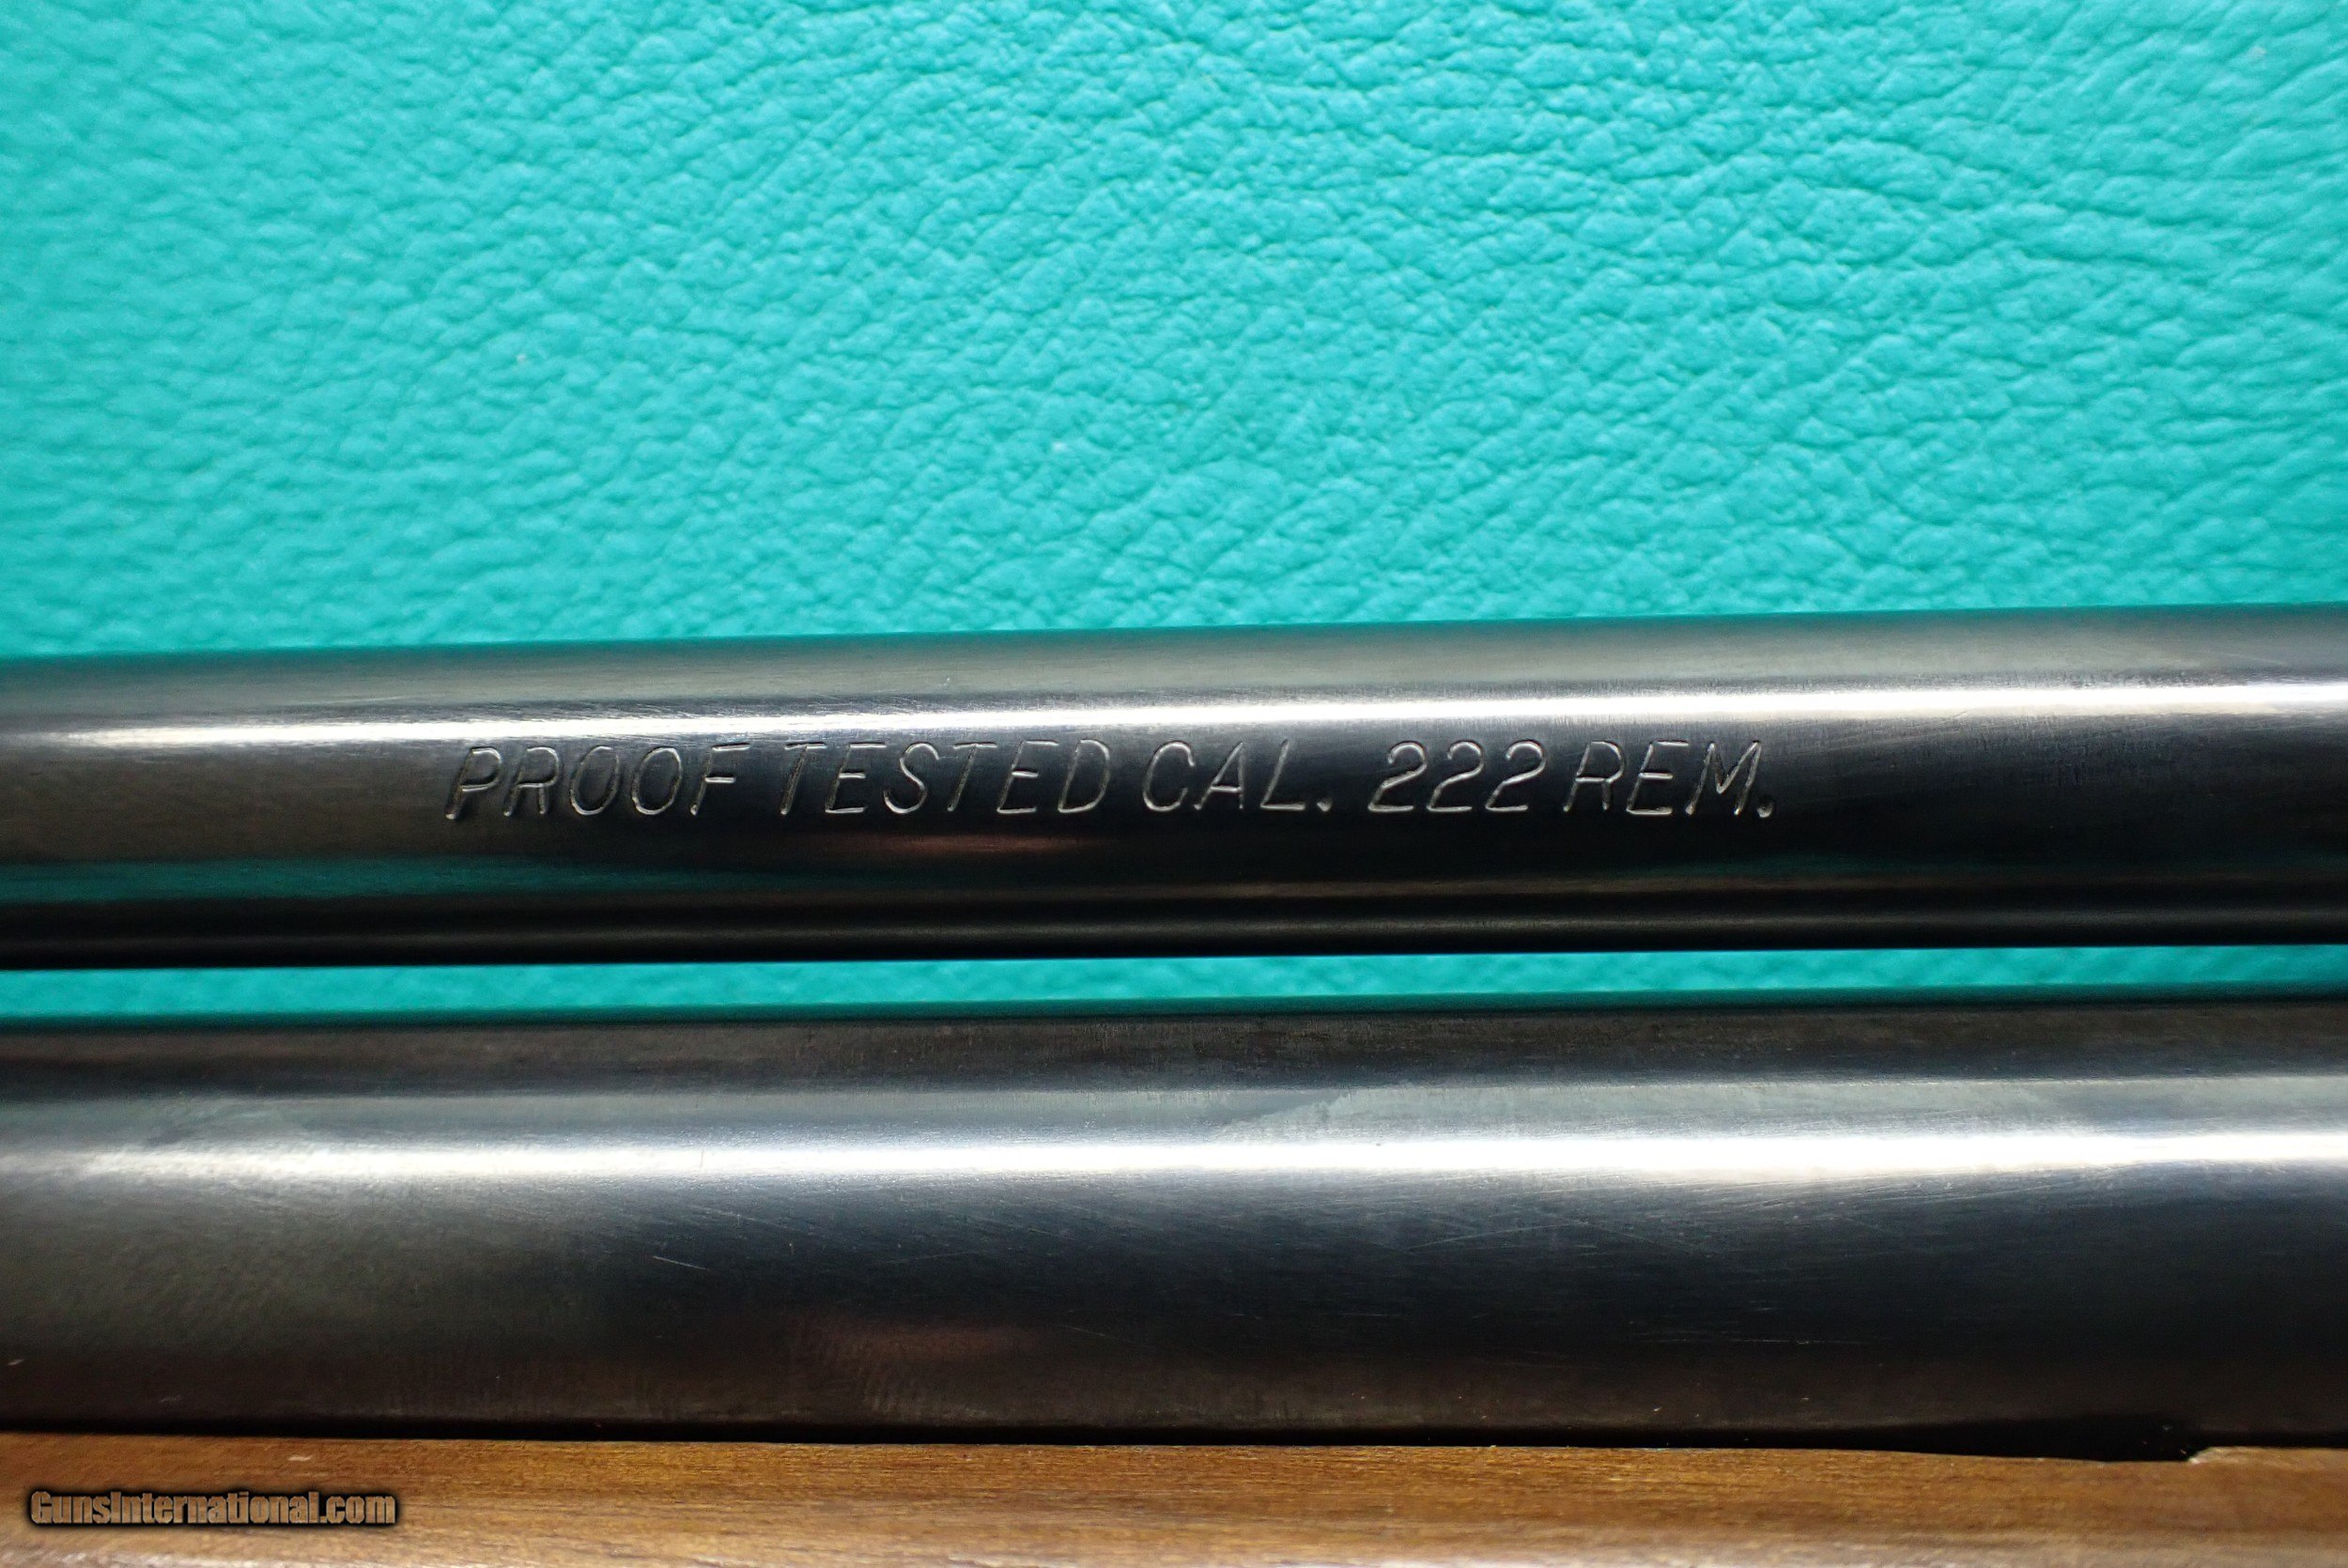 PROOF TESTED CAL. 222 REM.
GunsInternational.com